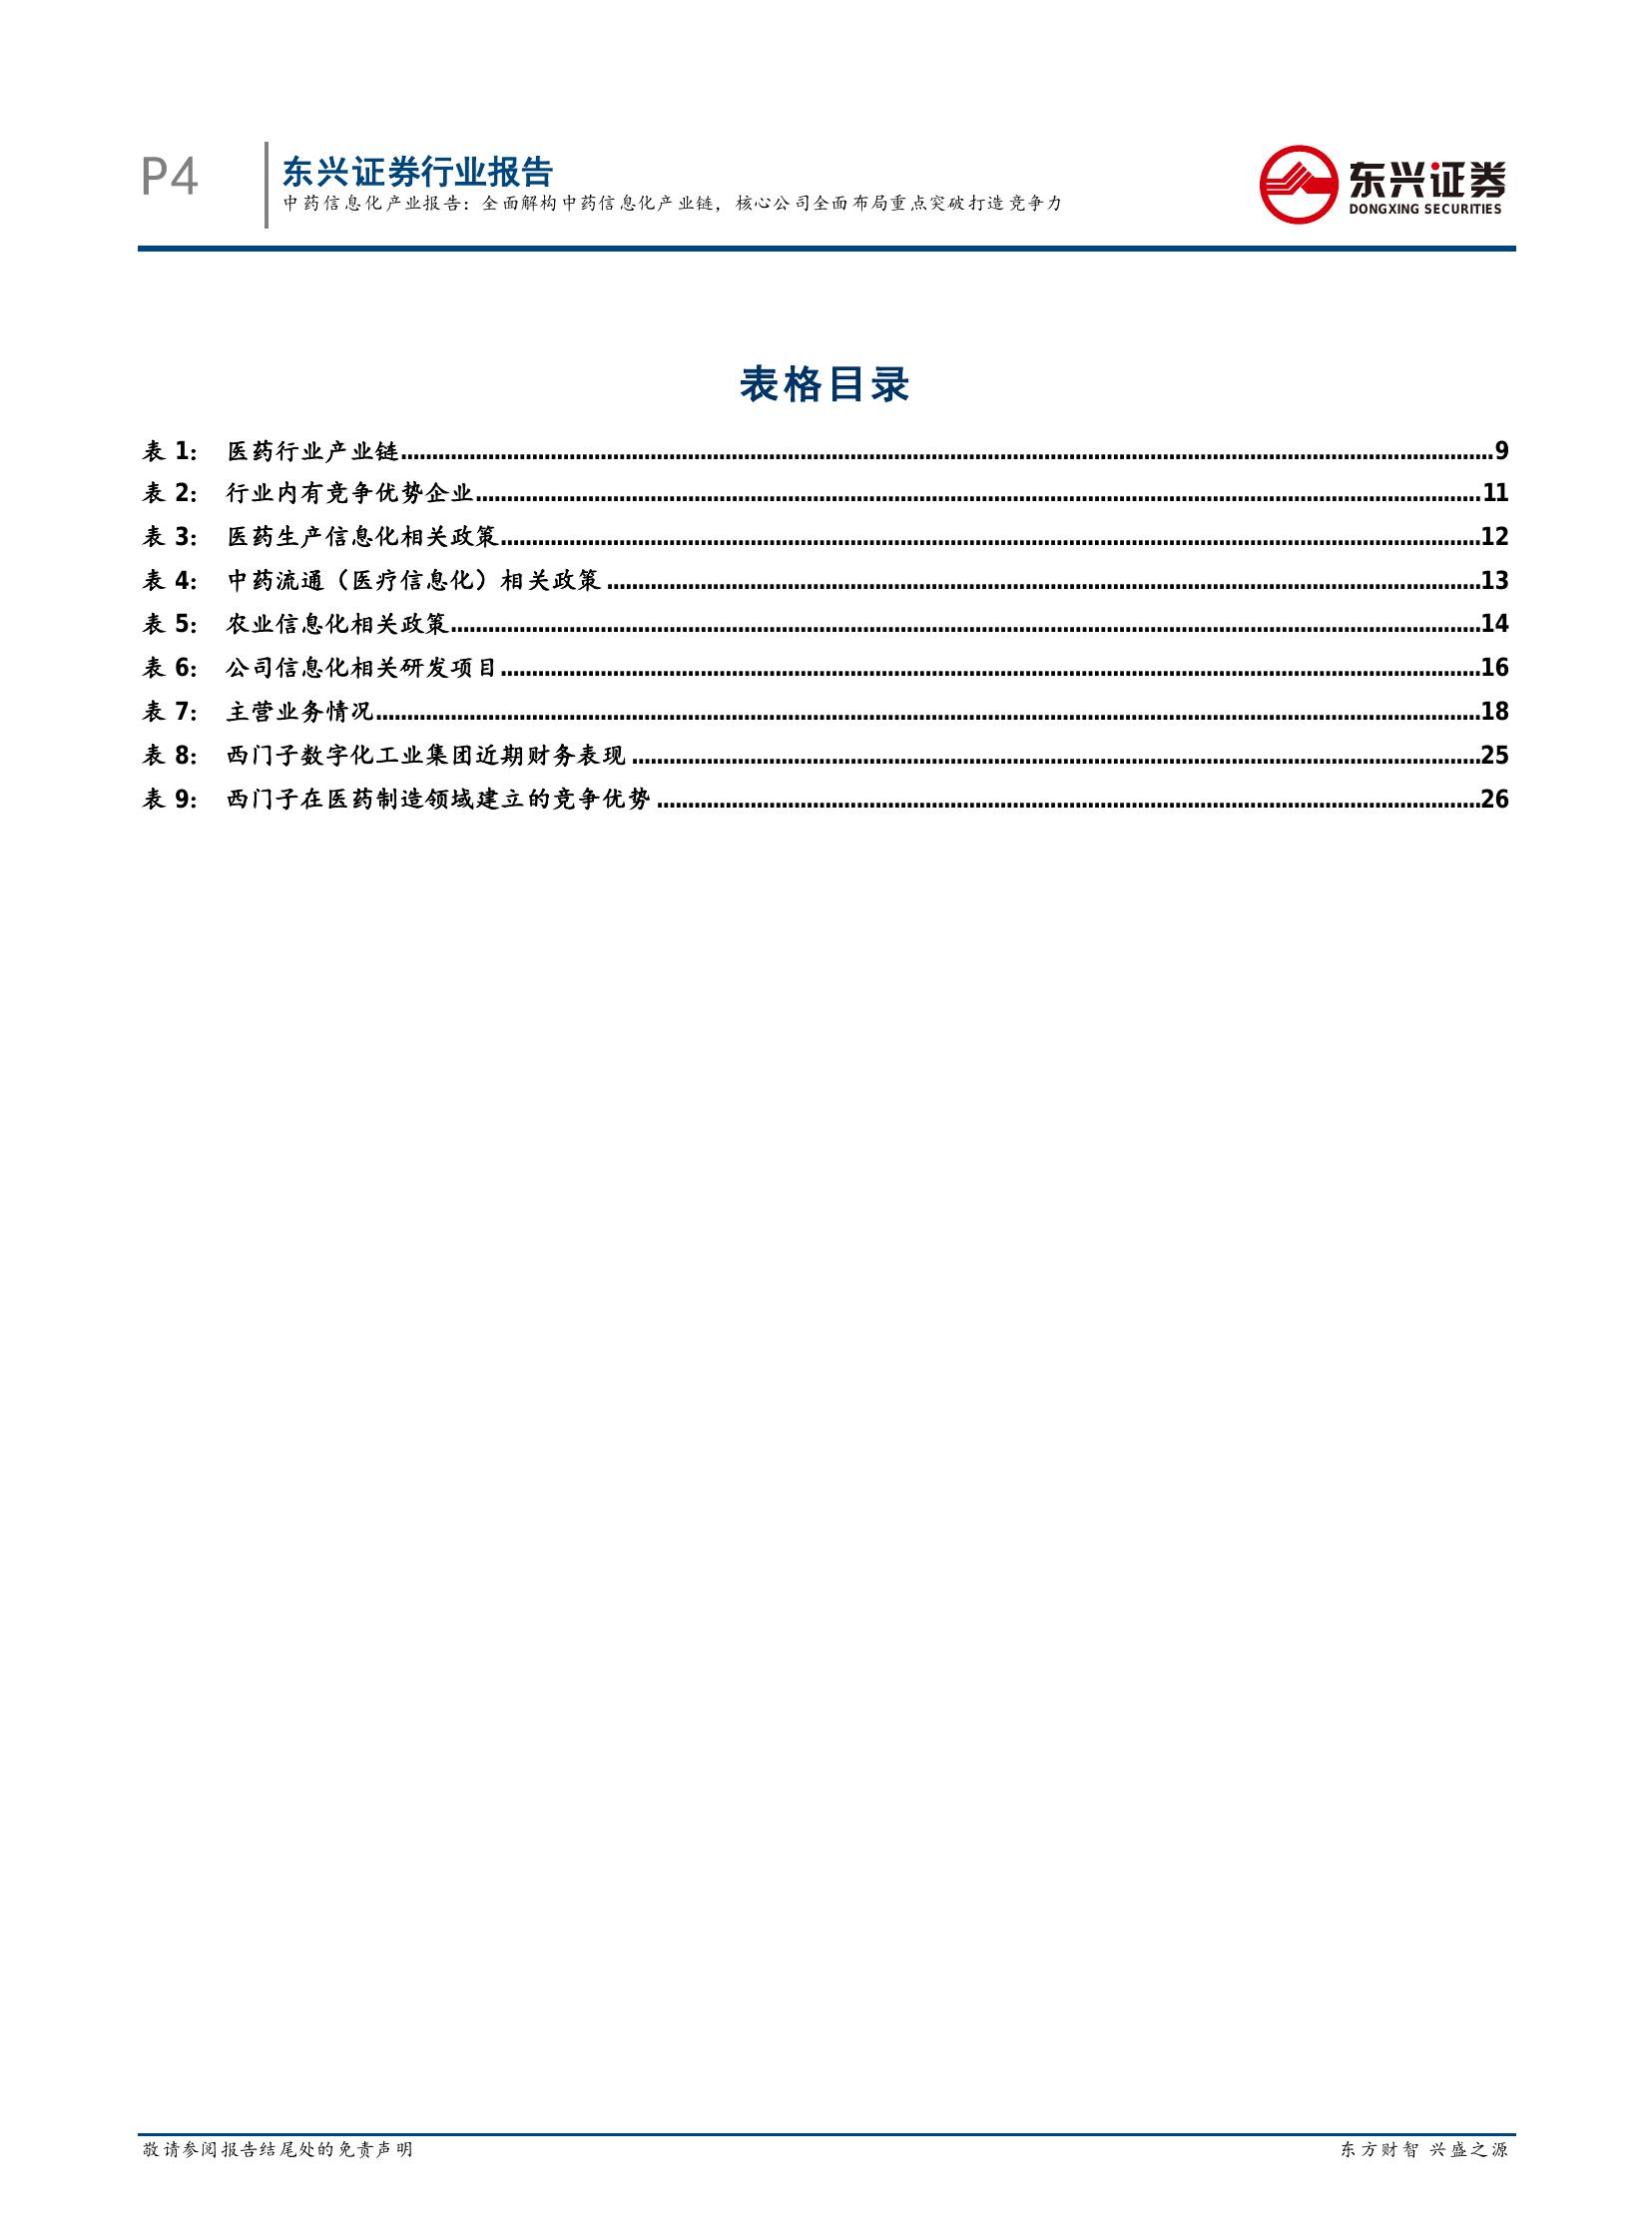 P4
东兴证券行业报告
中药信息化产业报告：全面解构中药信息化产业链，核心公司全面布局重点突破打造竞争力
东兴证券
DONGXING SECURITIES
表格目录
表 1： 医药行业产业链.....9
表 2： 行业内有竞争优势企业.....11
表 3： 医药生产信息化相关政策.....12
表 4： 中药流通（医疗信息化）相关政策.....13
表 5： 农业信息化相关政策.....14
表 6： 公司信息化相关研发项目.....16
表 7： 主营业务情况.....18
表 8： 西门子数字化工业集团近期财务表现.....25
表 9： 西门子在医药制造领域建立的竞争优势.....26
敬请参阅报告结尾处的免责声明
东方财智 兴盛之源